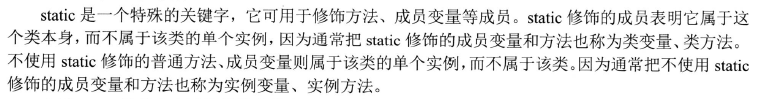 static 是一个特殊的关键字，它可用于修饰方法、成员变量等成员。static 修饰的成员表明它属于这
个类本身，而不属于该类的单个实例，因为通常把 static 修饰的成员变量和方法也称为类变量、类方法。
不使用 static 修饰的普通方法、成员变量则属于该类的单个实例，而不属于该类。因为通常把不使用 static
修饰的成员变量和方法也称为实例变量、实例方法。